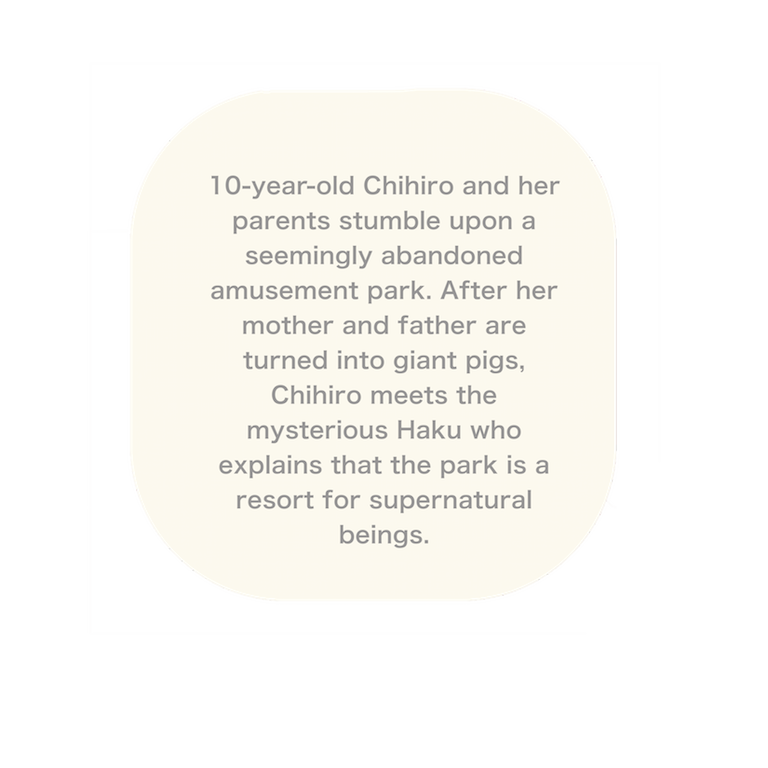 10-year-old Chihiro and her
parents stumble upon a
seemingly abandoned
amusement park. After her
mother and father are
turned into giant pigs,
Chihiro meets the
mysterious Haku who
explains that the park is a
resort for supernatural
beings.